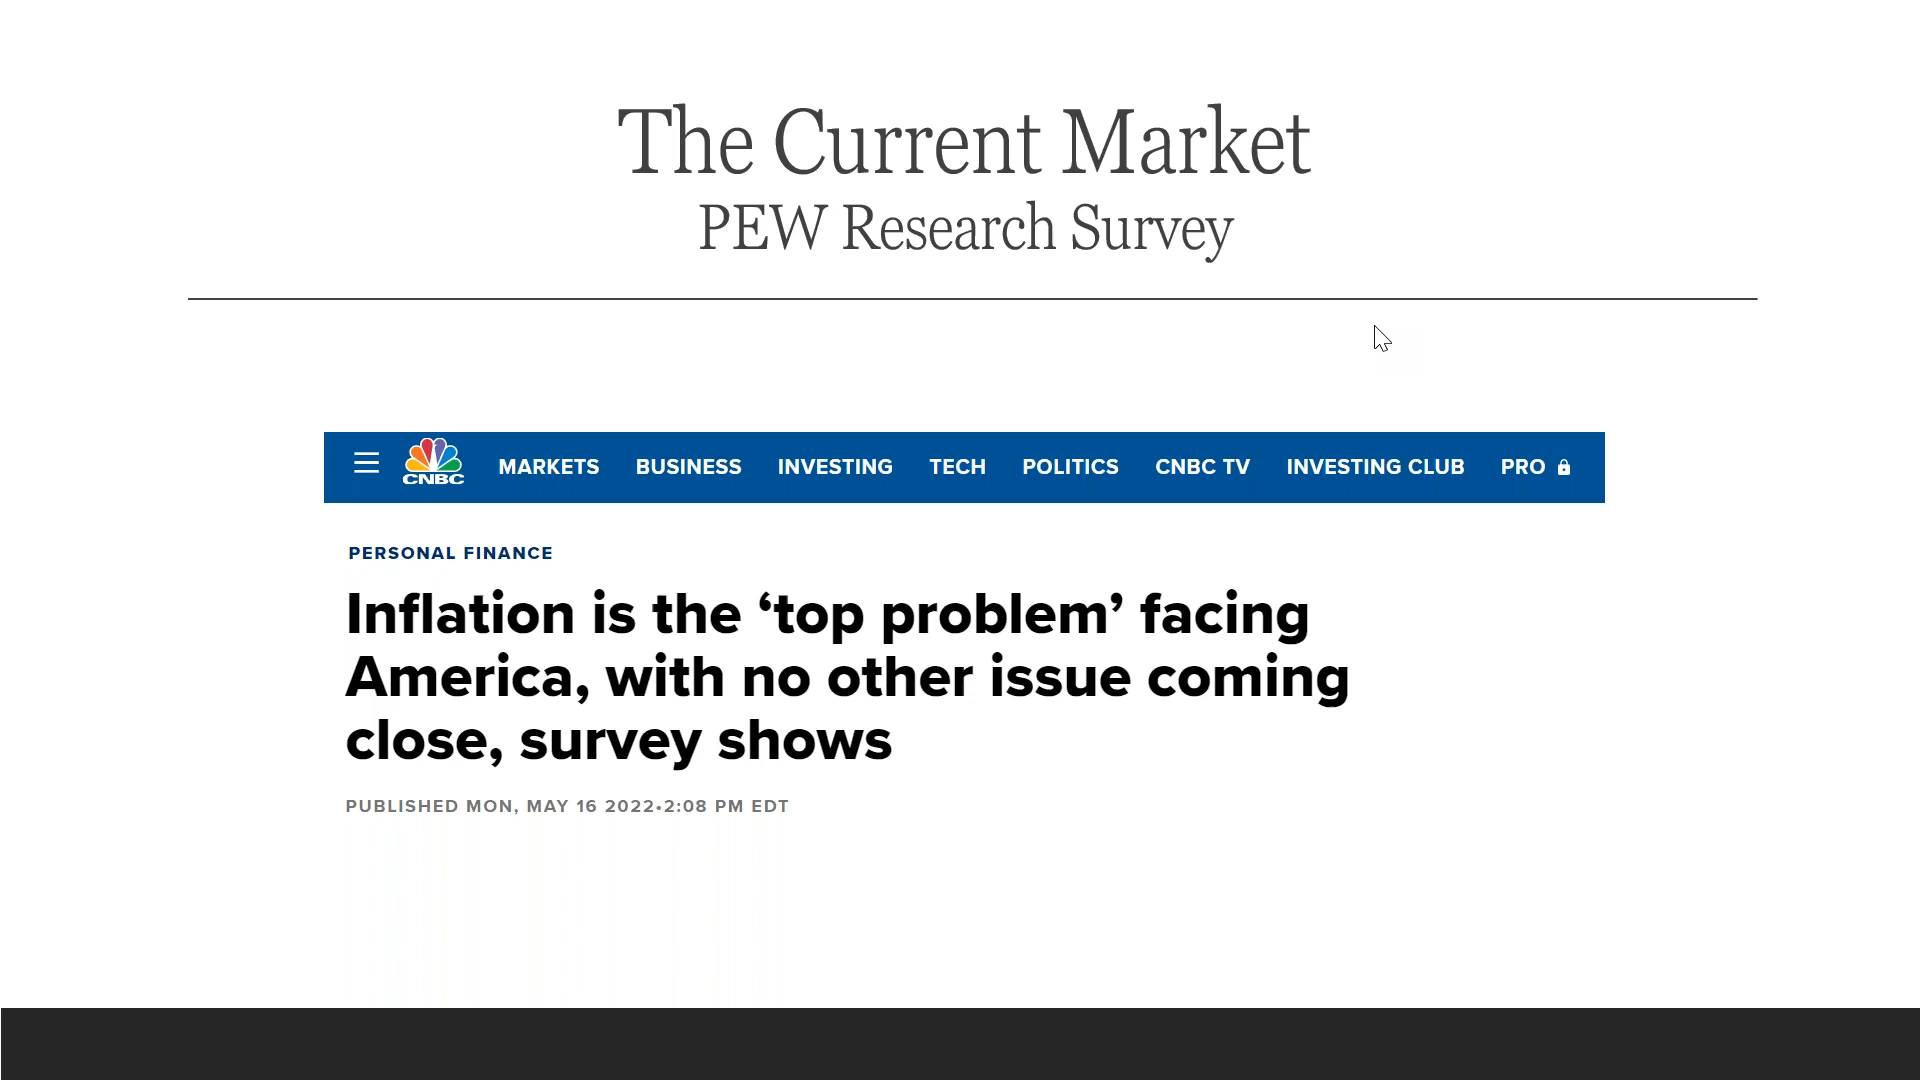 The Current Market
PEW Research Survey
CNBC MARKETS BUSINESS INVESTING TECH POLITICS CNBC TV INVESTING CLUB PRO
PERSONAL FINANCE
Inflation is the ‘top problem’ facing
America, with no other issue coming
close, survey shows
PUBLISHED MON, MAY 16 2022•2:08 PM EDT